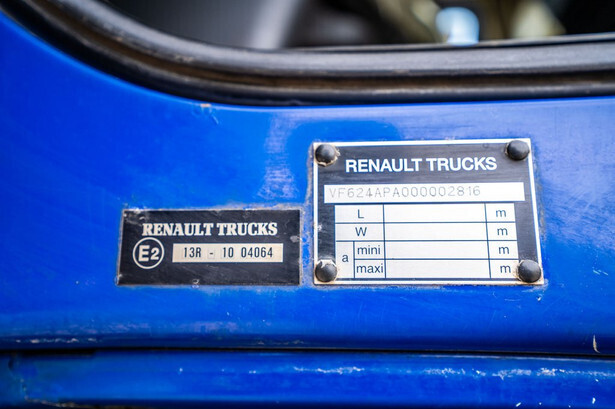 RENAULT TRUCKS
E2
13R - 10 04064
RENAULT TRUCKS
VF624APA000002816
L m
W m
a mini m
maxi m